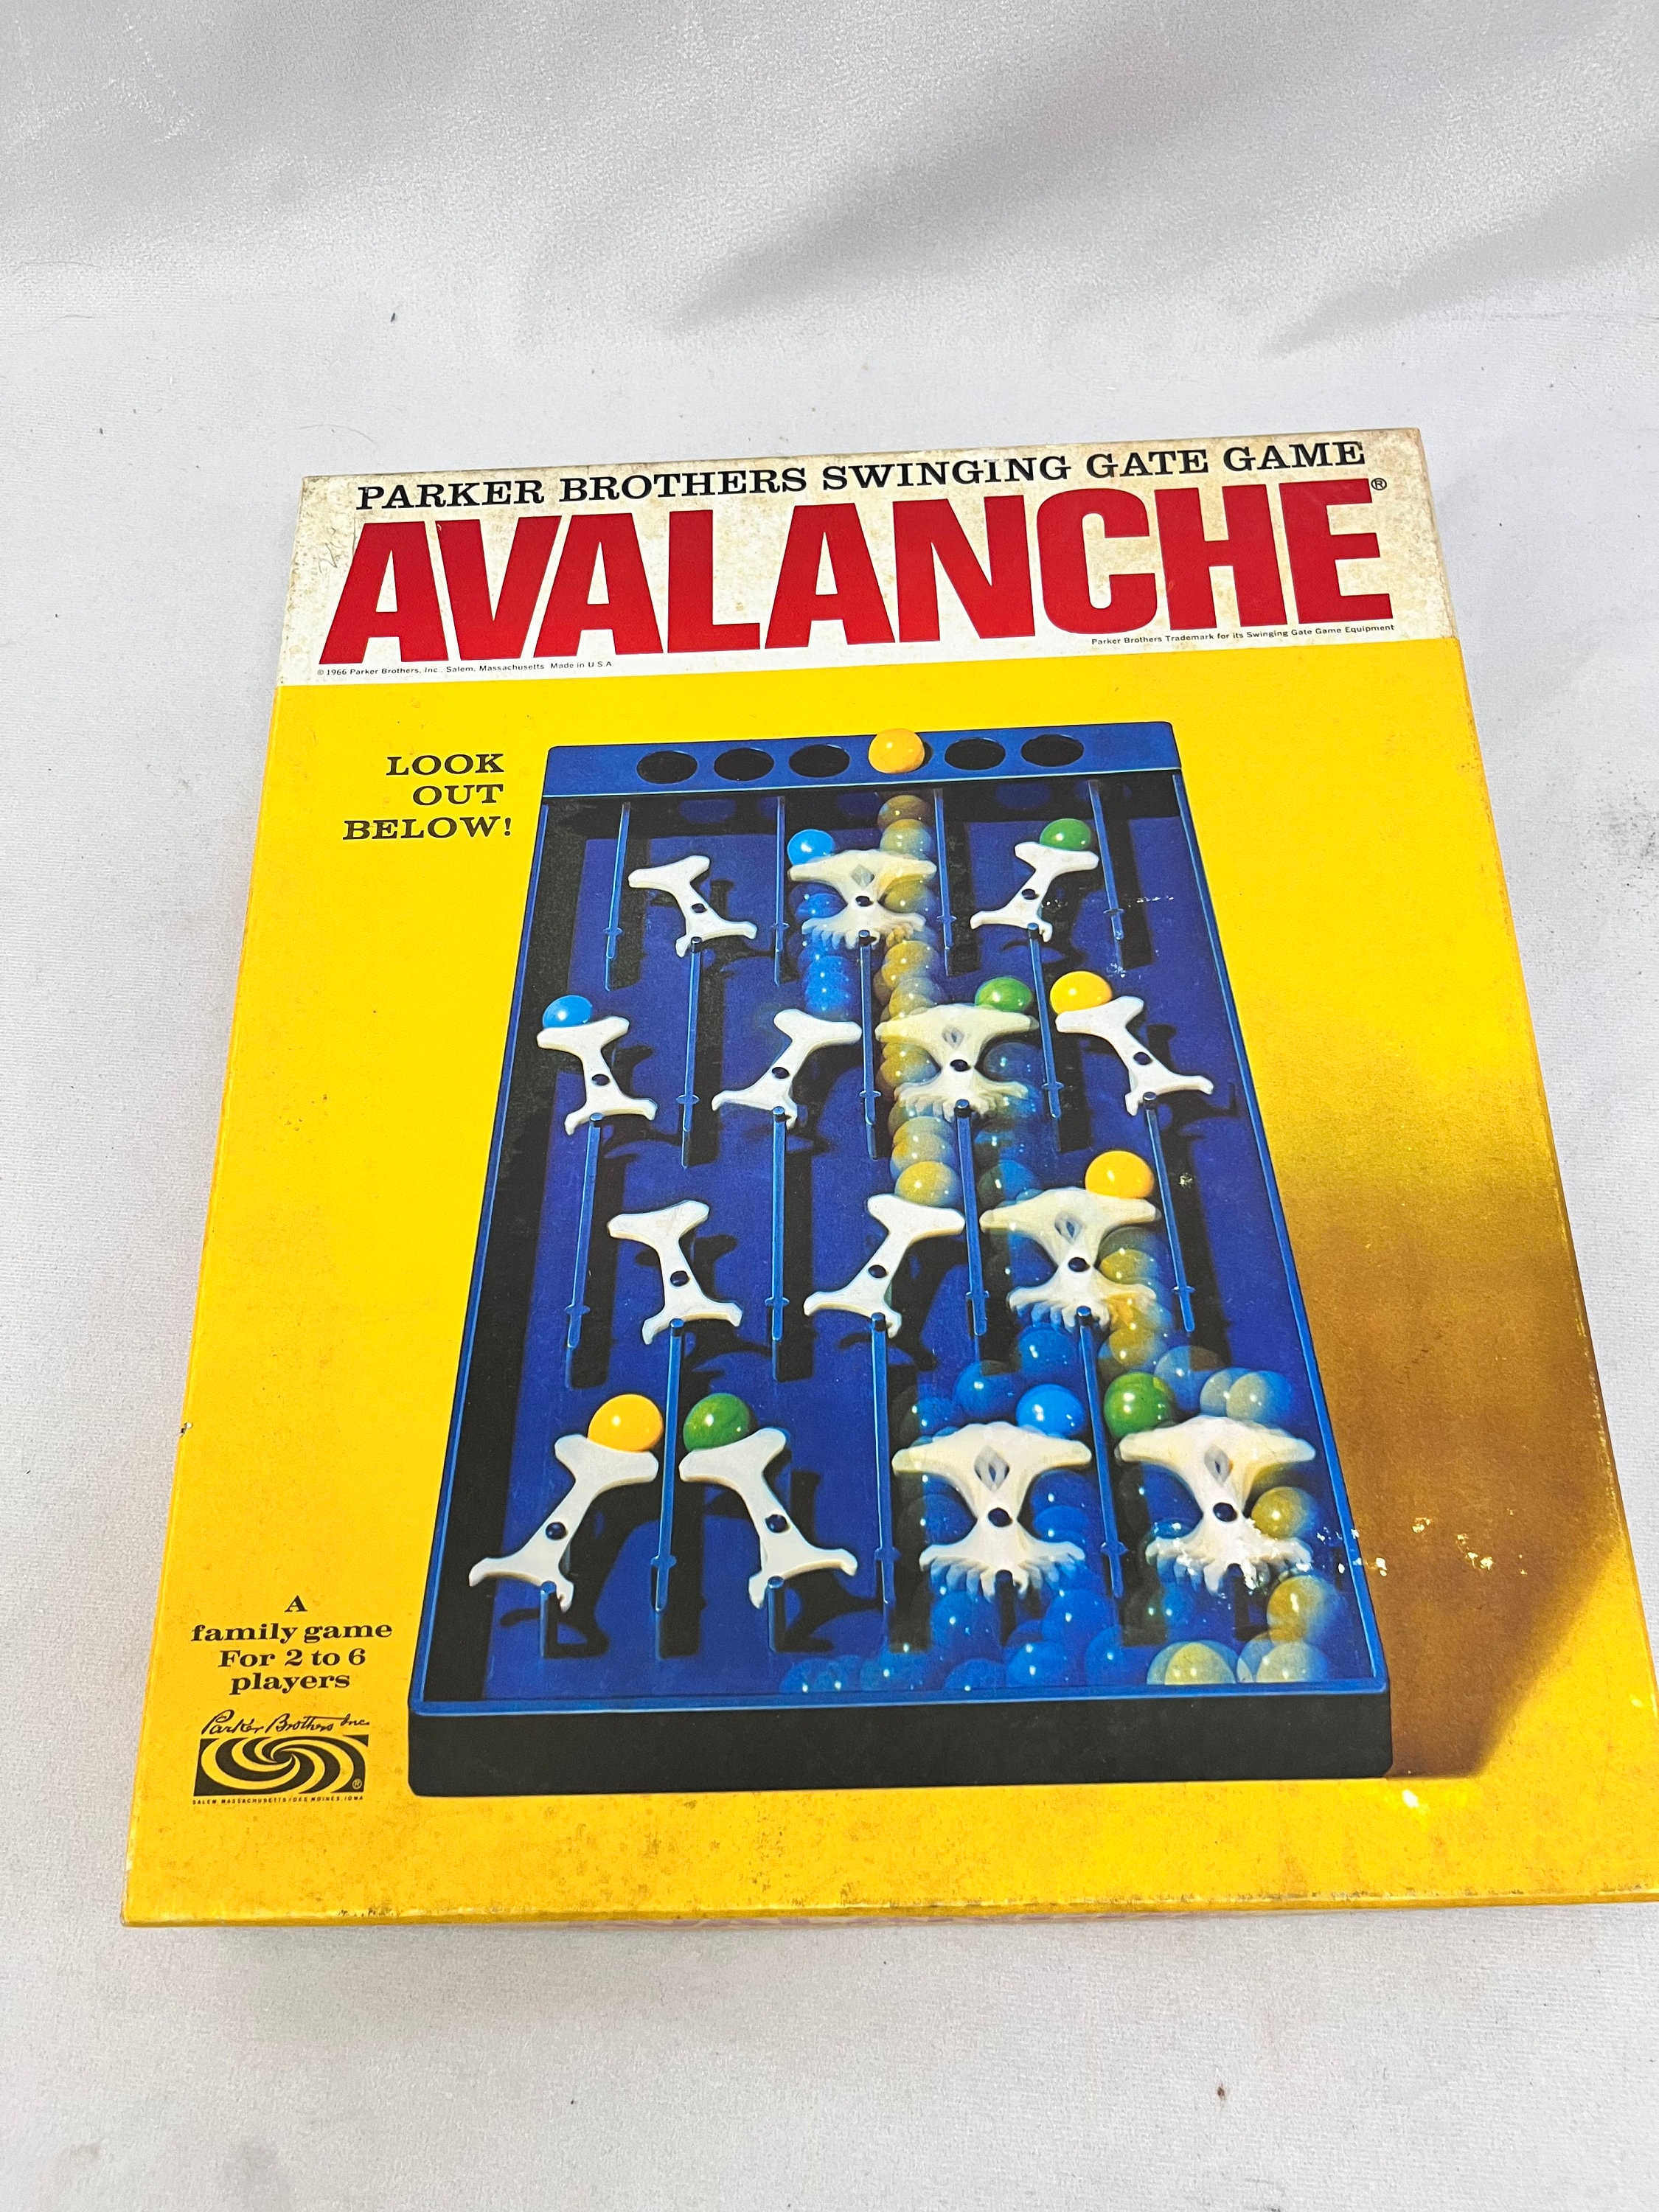 PARKER BROTHERS SWINGING GATE GAME
AVALANCHE®
© 1966 Parker Brothers, Inc., Salem, Massachusetts Made in U.S.A.
Parker Brothers Trademark for its Swinging Gate Game Equipment
LOOK
OUT
BELOW!
A
family game
For 2 to 6
players
Parker Brothers Inc.
®
SALEM, MASSACHUSETTS / DES MOINES, IOWA